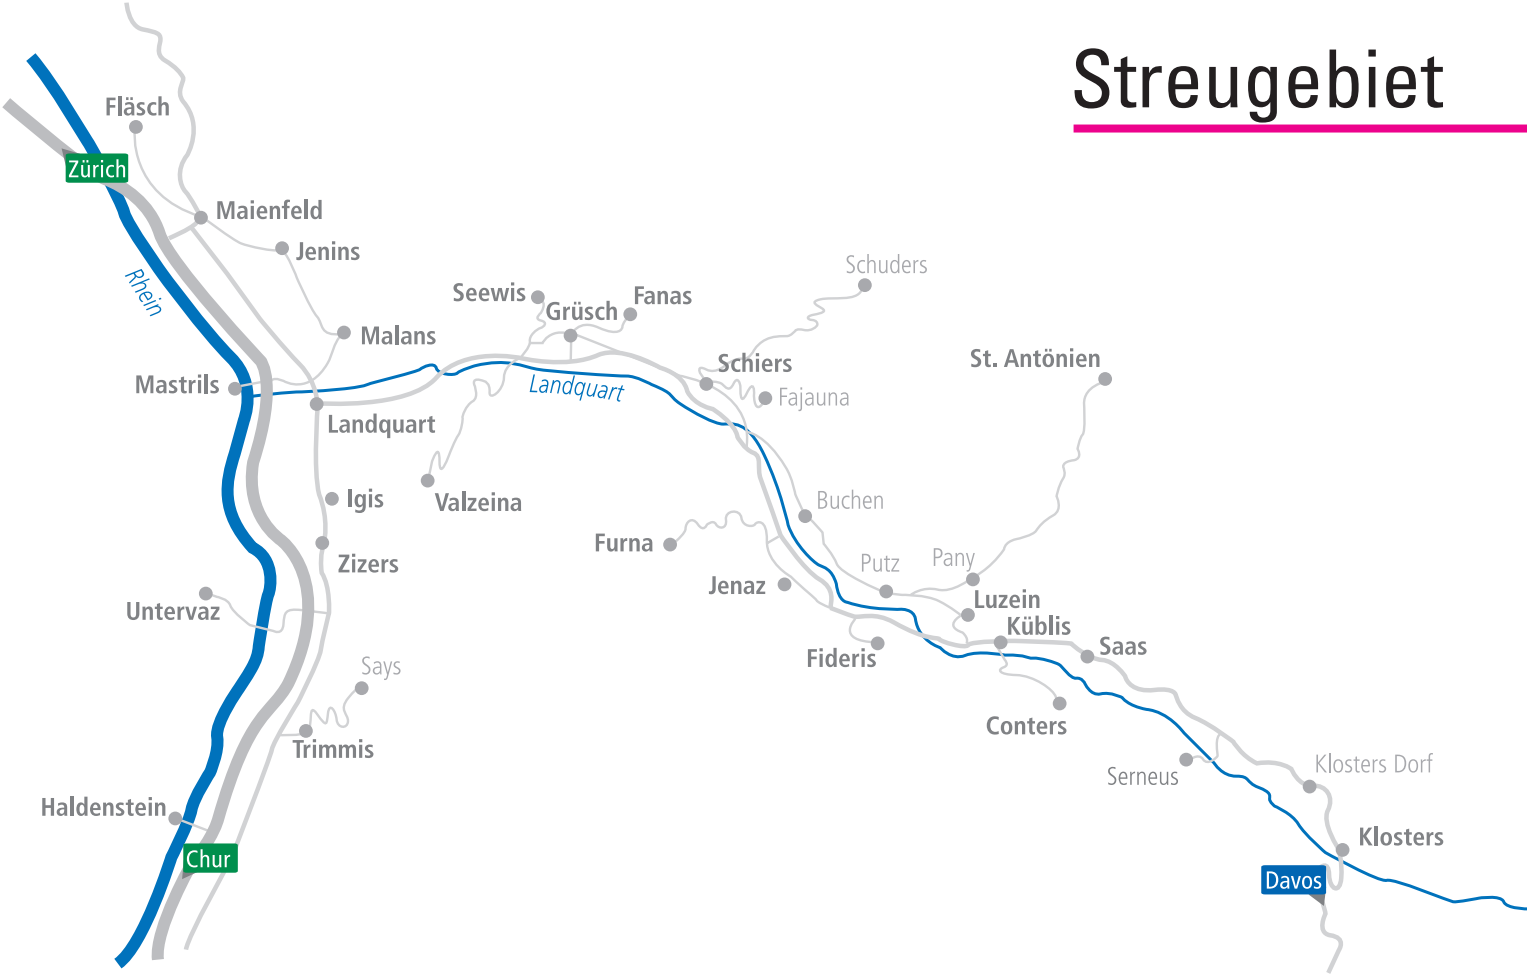 Streugebiet
Fläsch
Zürich
Maienfeld
Jenins
Rhein
Schuders
Seewis
Fanas
Grüsch
Malans
Schiers
St. Antönien
Mastrils
Landquart
Fajauna
Landquart
Igis
Valzeina
Buchen
Furna
Zizers
Putz
Pany
Jenaz
Luzein
Untervaz
Küblis
Saas
Fideris
Says
Conters
Trimmis
Serneus
Klosters Dorf
Haldenstein
Klosters
Chur
Davos